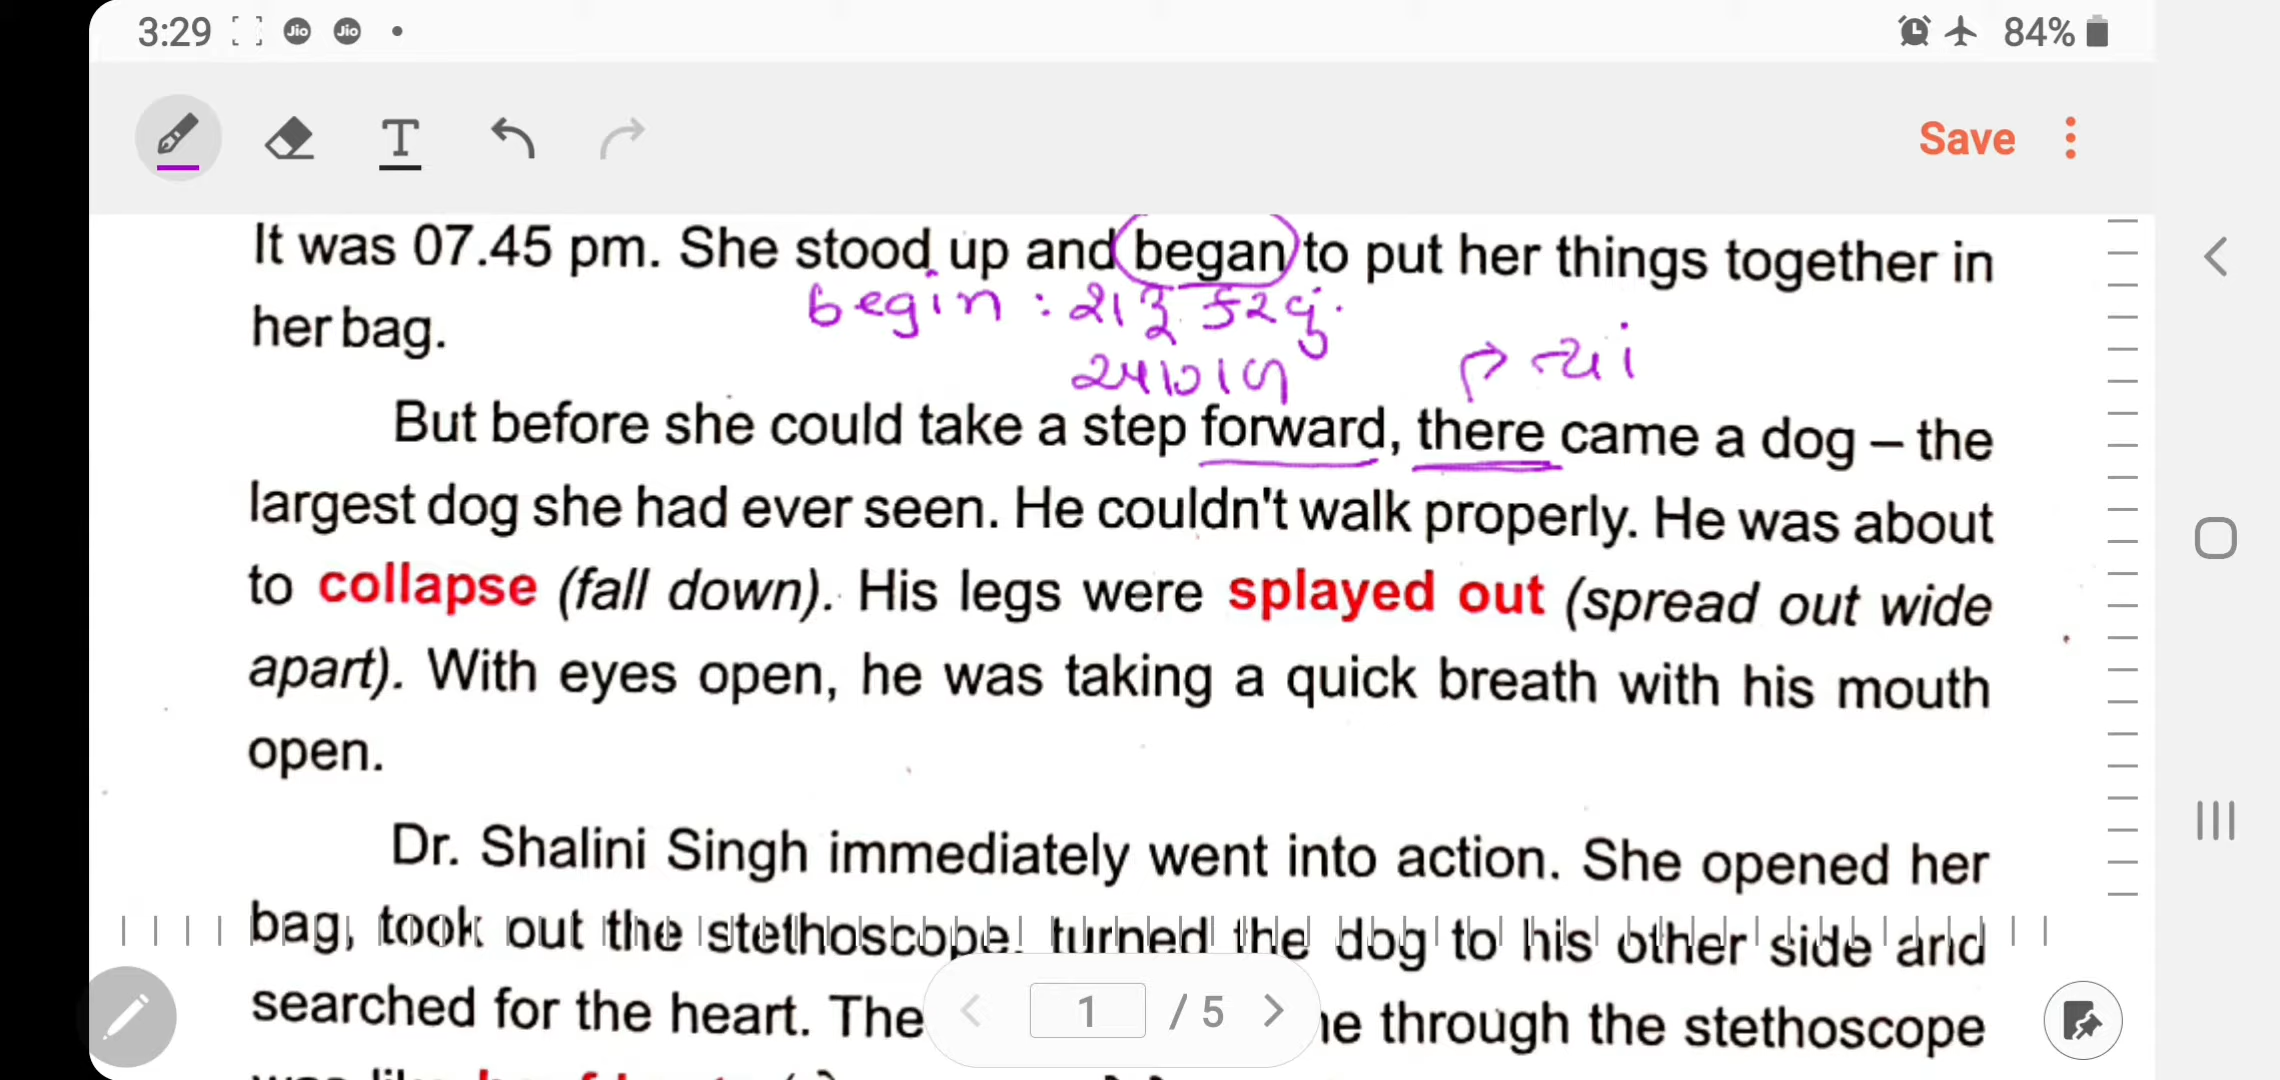 3:29 Jio Jio 84%
T Save
It was 07.45 pm. She stood up and began to put her things together in
begin : શરૂ કરવું.
her bag.
But before she could take a step forward, there came a dog – the
largest dog she had ever seen. He couldn't walk properly. He was about
to collapse (fall down). His legs were splayed out (spread out wide
apart). With eyes open, he was taking a quick breath with his mouth
open.
Dr. Shalini Singh immediately went into action. She opened her
bag, took out the stethoscope, turned the dog to his other side and
searched for the heart. The
he through the stethoscope
1 / 5